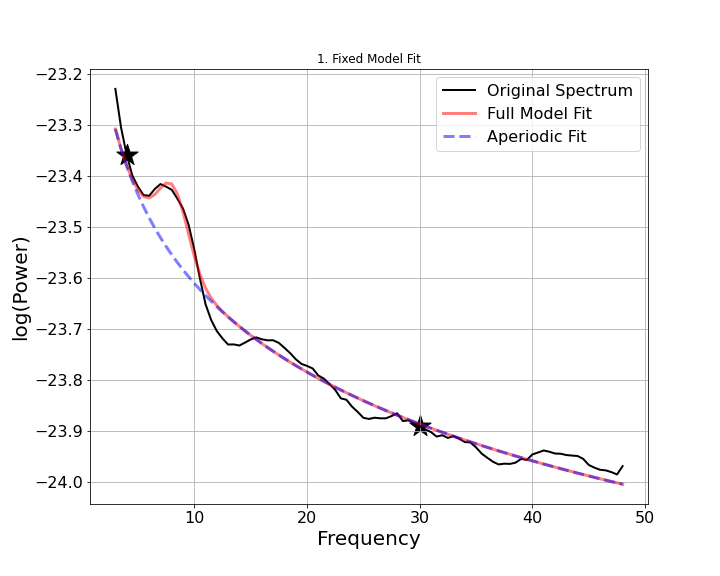 1. Fixed Model Fit
Original Spectrum
Full Model Fit
Aperiodic Fit
−23.2
−23.3
−23.4
−23.5
−23.6
−23.7
−23.8
−23.9
−24.0
log(Power)
10
20
30
40
50
Frequency